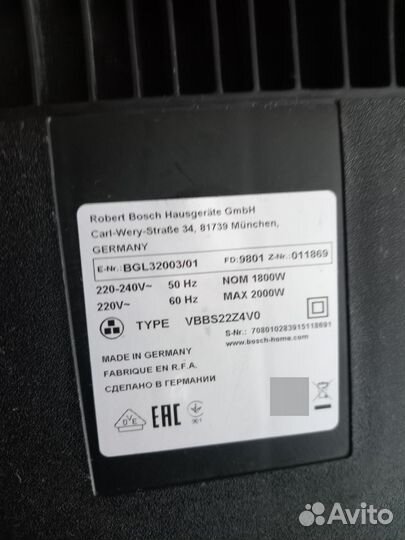 Robert Bosch Hausgeräte GmbH
Carl-Wery-Straße 34, 81739 München,
GERMANY
E-Nr.: BGL32003/01 FD: 9801 Z-Nr.: 011869
220-240V~ 50 Hz NOM 1800W
220V~ 60 Hz MAX 2000W
TYPE VBBS22Z4V0
S-Nr.: 708010283915118691
www.bosch-home.com
MADE IN GERMANY
FABRIQUE EN R.F.A.
СДЕЛАНО В ГЕРМАНИИ
DVE EAC
Avito